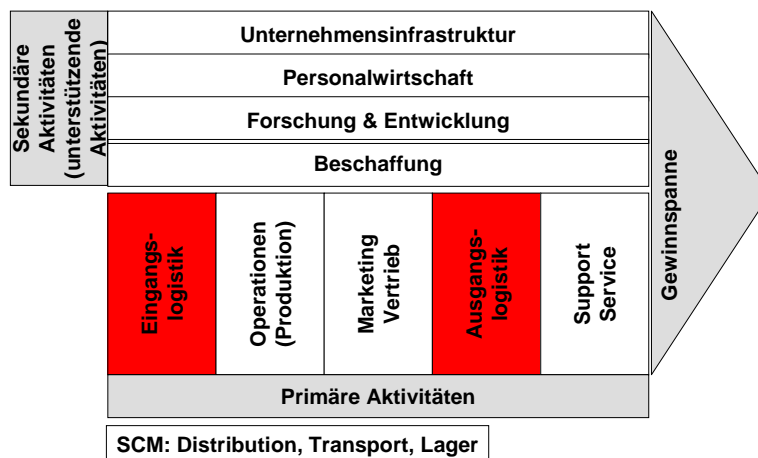 Sekundäre
Aktivitäten
(unterstützende
Aktivitäten)
Unternehmensinfrastruktur
Personalwirtschaft
Forschung & Entwicklung
Beschaffung
Eingangs-
logistik
Operationen
(Produktion)
Marketing
Vertrieb
Ausgangs-
logistik
Support
Service
Gewinnspanne
Primäre Aktivitäten
SCM: Distribution, Transport, Lager